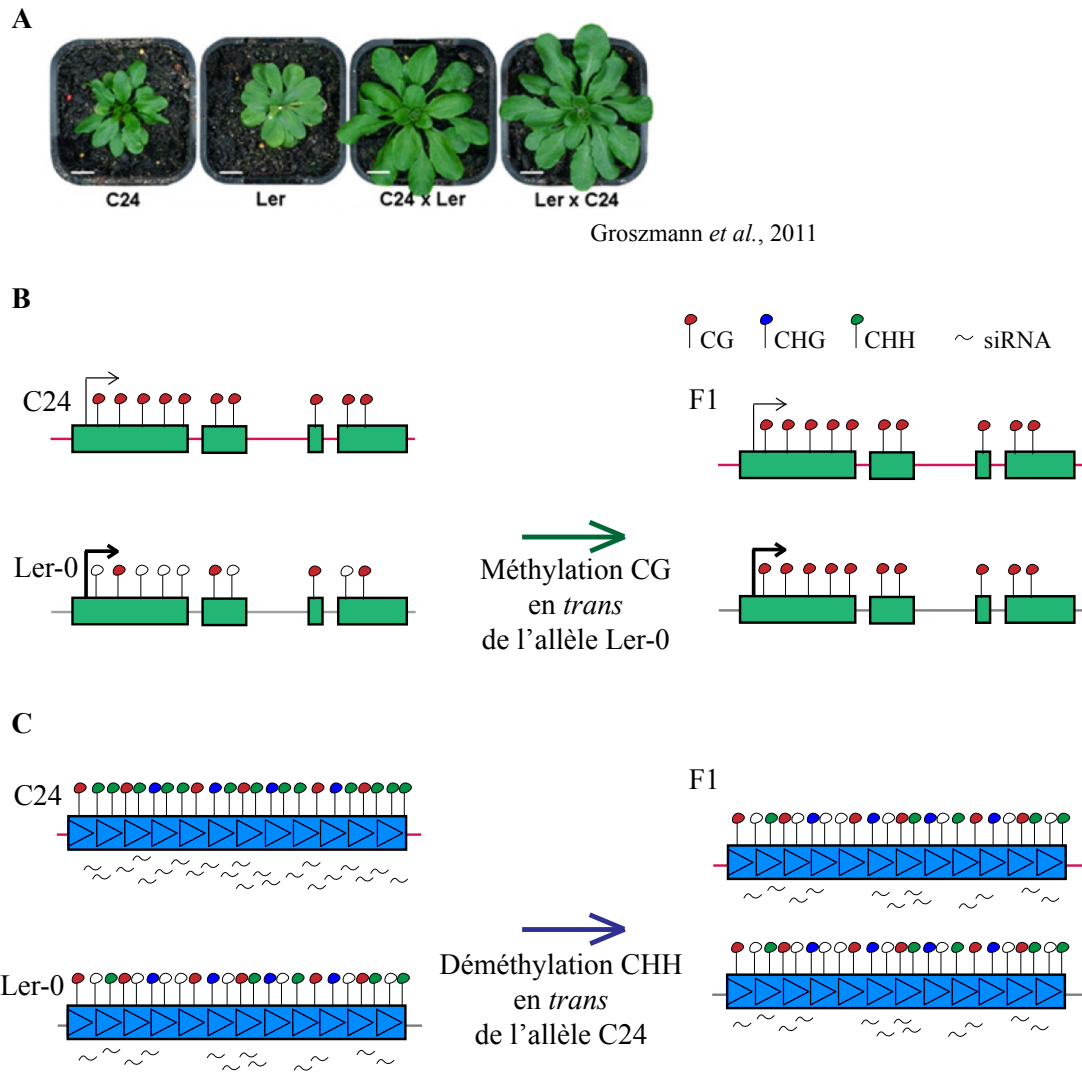 A
C24
Ler
C24 x Ler
Ler x C24
Groszmann et al., 2011
B
CG
CHG
CHH
~ siRNA
C24
F1
Ler-0
Méthylation CG
en trans
de l’allèle Ler-0
C
C24
F1
Ler-0
Déméthylation CHH
en trans
de l’allèle C24